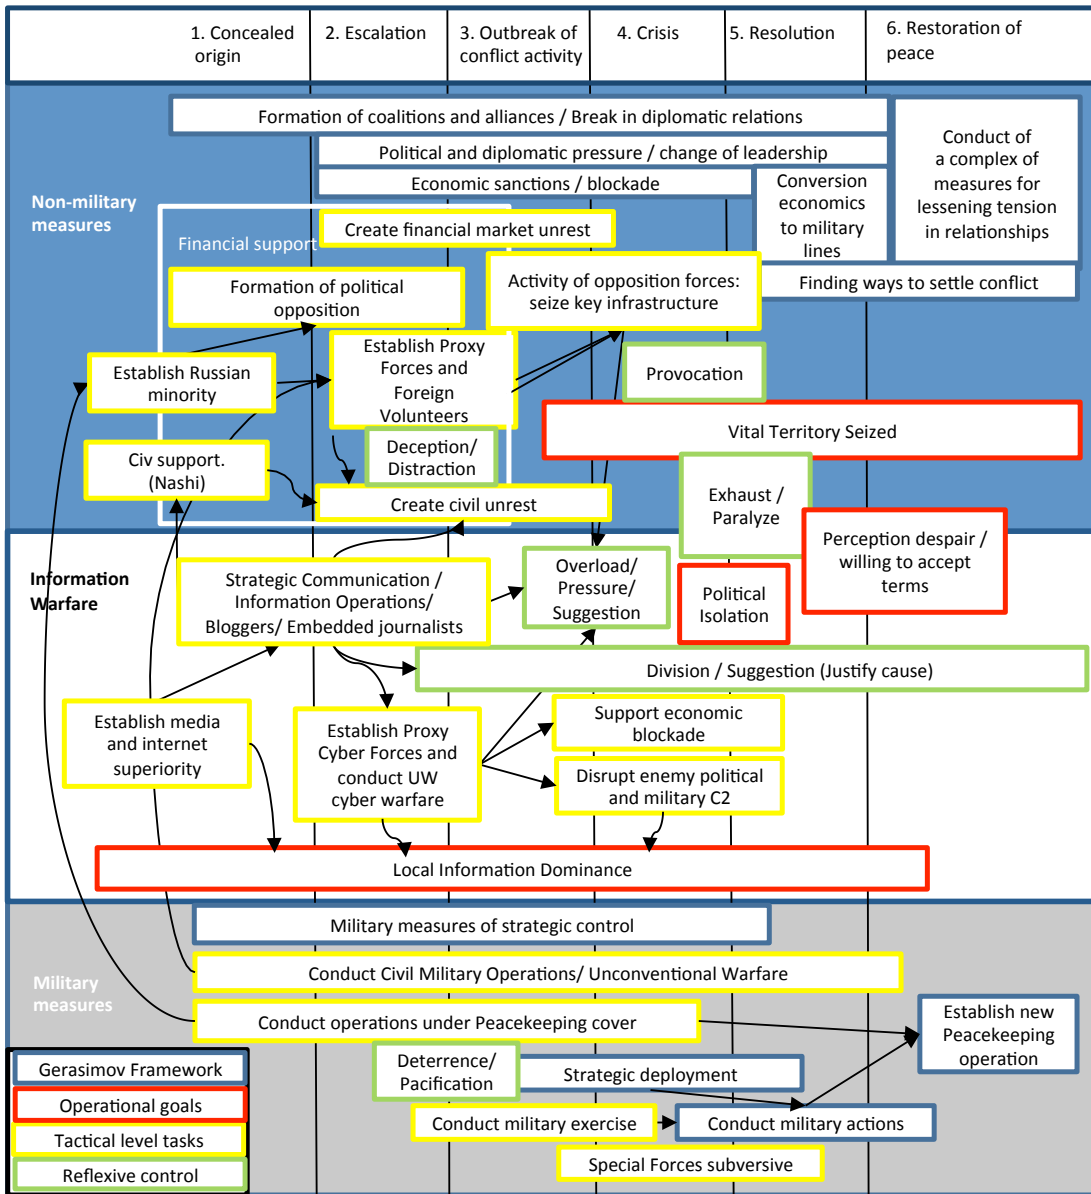 1. Concealed
origin
2. Escalation
3. Outbreak of
conflict activity
4. Crisis
5. Resolution
6. Restoration of
peace
Non-military
measures
Formation of coalitions and alliances / Break in diplomatic relations
Political and diplomatic pressure / change of leadership
Economic sanctions / blockade
Conversion
economics
to military
lines
Conduct of
a complex of
measures for
lessening tension
in relationships
Financial support
Create financial market unrest
Finding ways to settle conflict
Formation of political
opposition
Activity of opposition forces:
seize key infrastructure
Establish Russian
minority
Establish Proxy
Forces and
Foreign
Volunteers
Provocation
Vital Territory Seized
Deception/
Distraction
Civ support.
(Nashi)
Create civil unrest
Exhaust /
Paralyze
Perception despair /
willing to accept
terms
Information
Warfare
Strategic Communication /
Information Operations/
Bloggers/ Embedded journalists
Overload/
Pressure/
Suggestion
Political
Isolation
Division / Suggestion (Justify cause)
Establish media
and internet
superiority
Establish Proxy
Cyber Forces and
conduct UW
cyber warfare
Support economic
blockade
Disrupt enemy political
and military C2
Local Information Dominance
Military
measures
Military measures of strategic control
Conduct Civil Military Operations/ Unconventional Warfare
Conduct operations under Peacekeeping cover
Establish new
Peacekeeping
operation
Deterrence/
Pacification
Strategic deployment
Conduct military exercise
Conduct military actions
Special Forces subversive
Gerasimov Framework
Operational goals
Tactical level tasks
Reflexive control